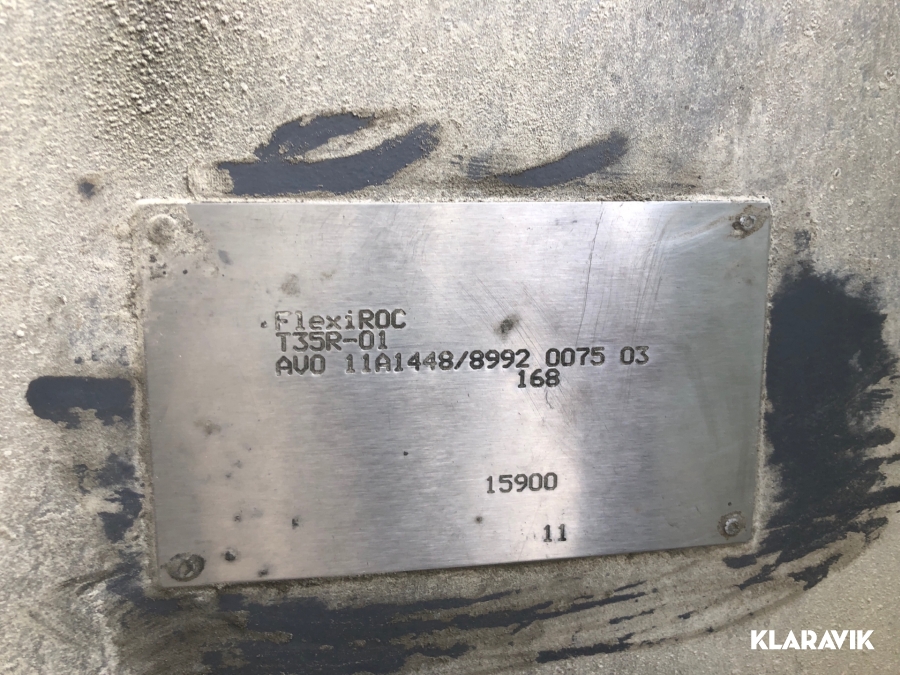 FlexiROC
T35R-01
AVO 11A1448/8992 0075 03
168
15900
11
KLARAVIK